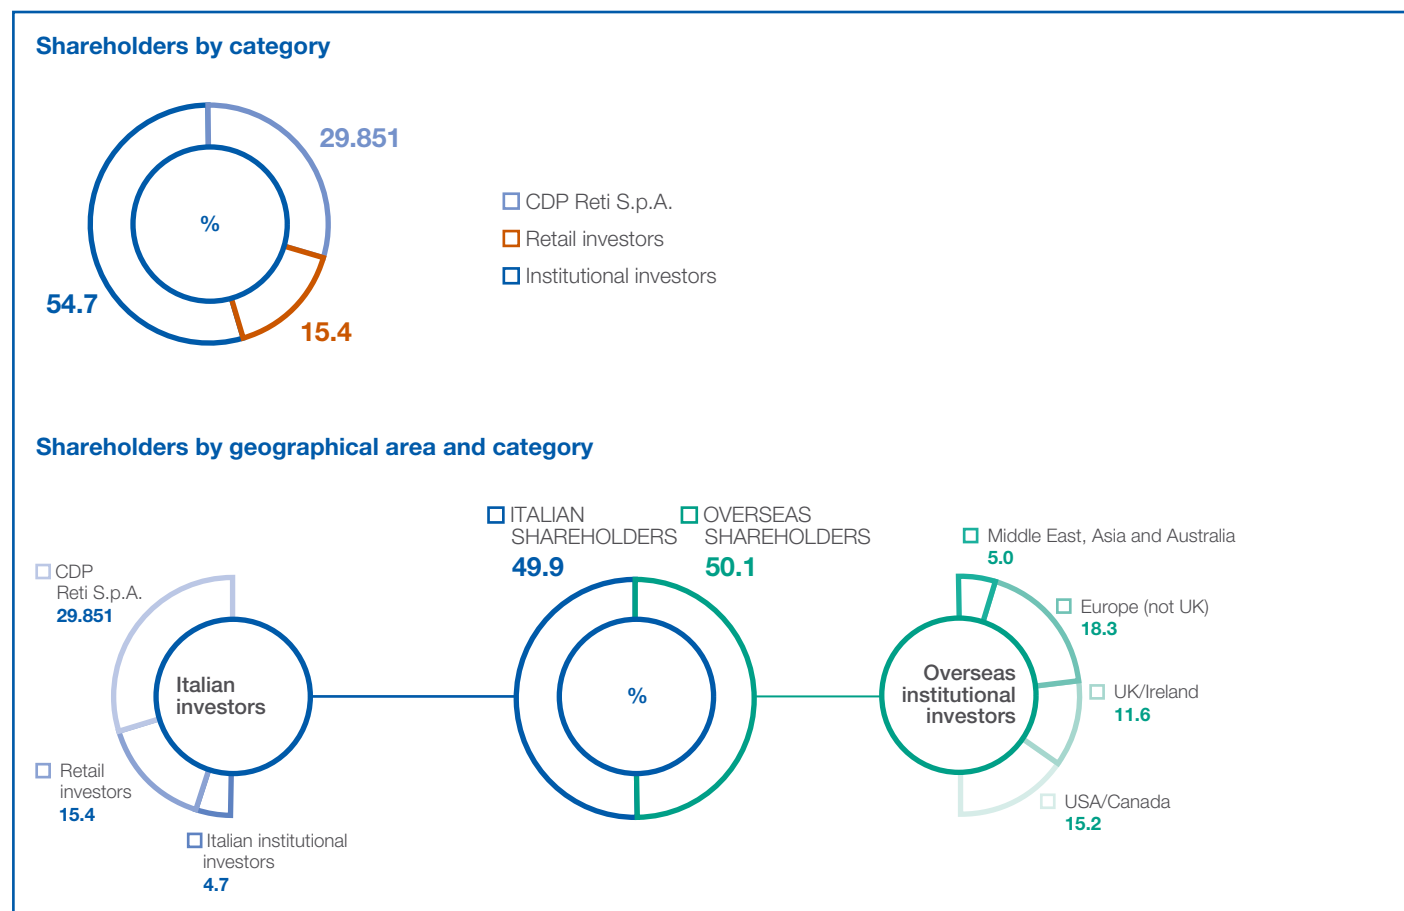 Shareholders by category
29.851
%
54.7
15.4
CDP Reti S.p.A.
Retail investors
Institutional investors
Shareholders by geographical area and category
ITALIAN
SHAREHOLDERS
49.9
OVERSEAS
SHAREHOLDERS
50.1
%
CDP
Reti S.p.A.
29.851
Italian
investors
Retail
investors
15.4
Italian institutional
investors
4.7
Overseas
institutional
investors
Middle East, Asia and Australia
5.0
Europe (not UK)
18.3
UK/Ireland
11.6
USA/Canada
15.2